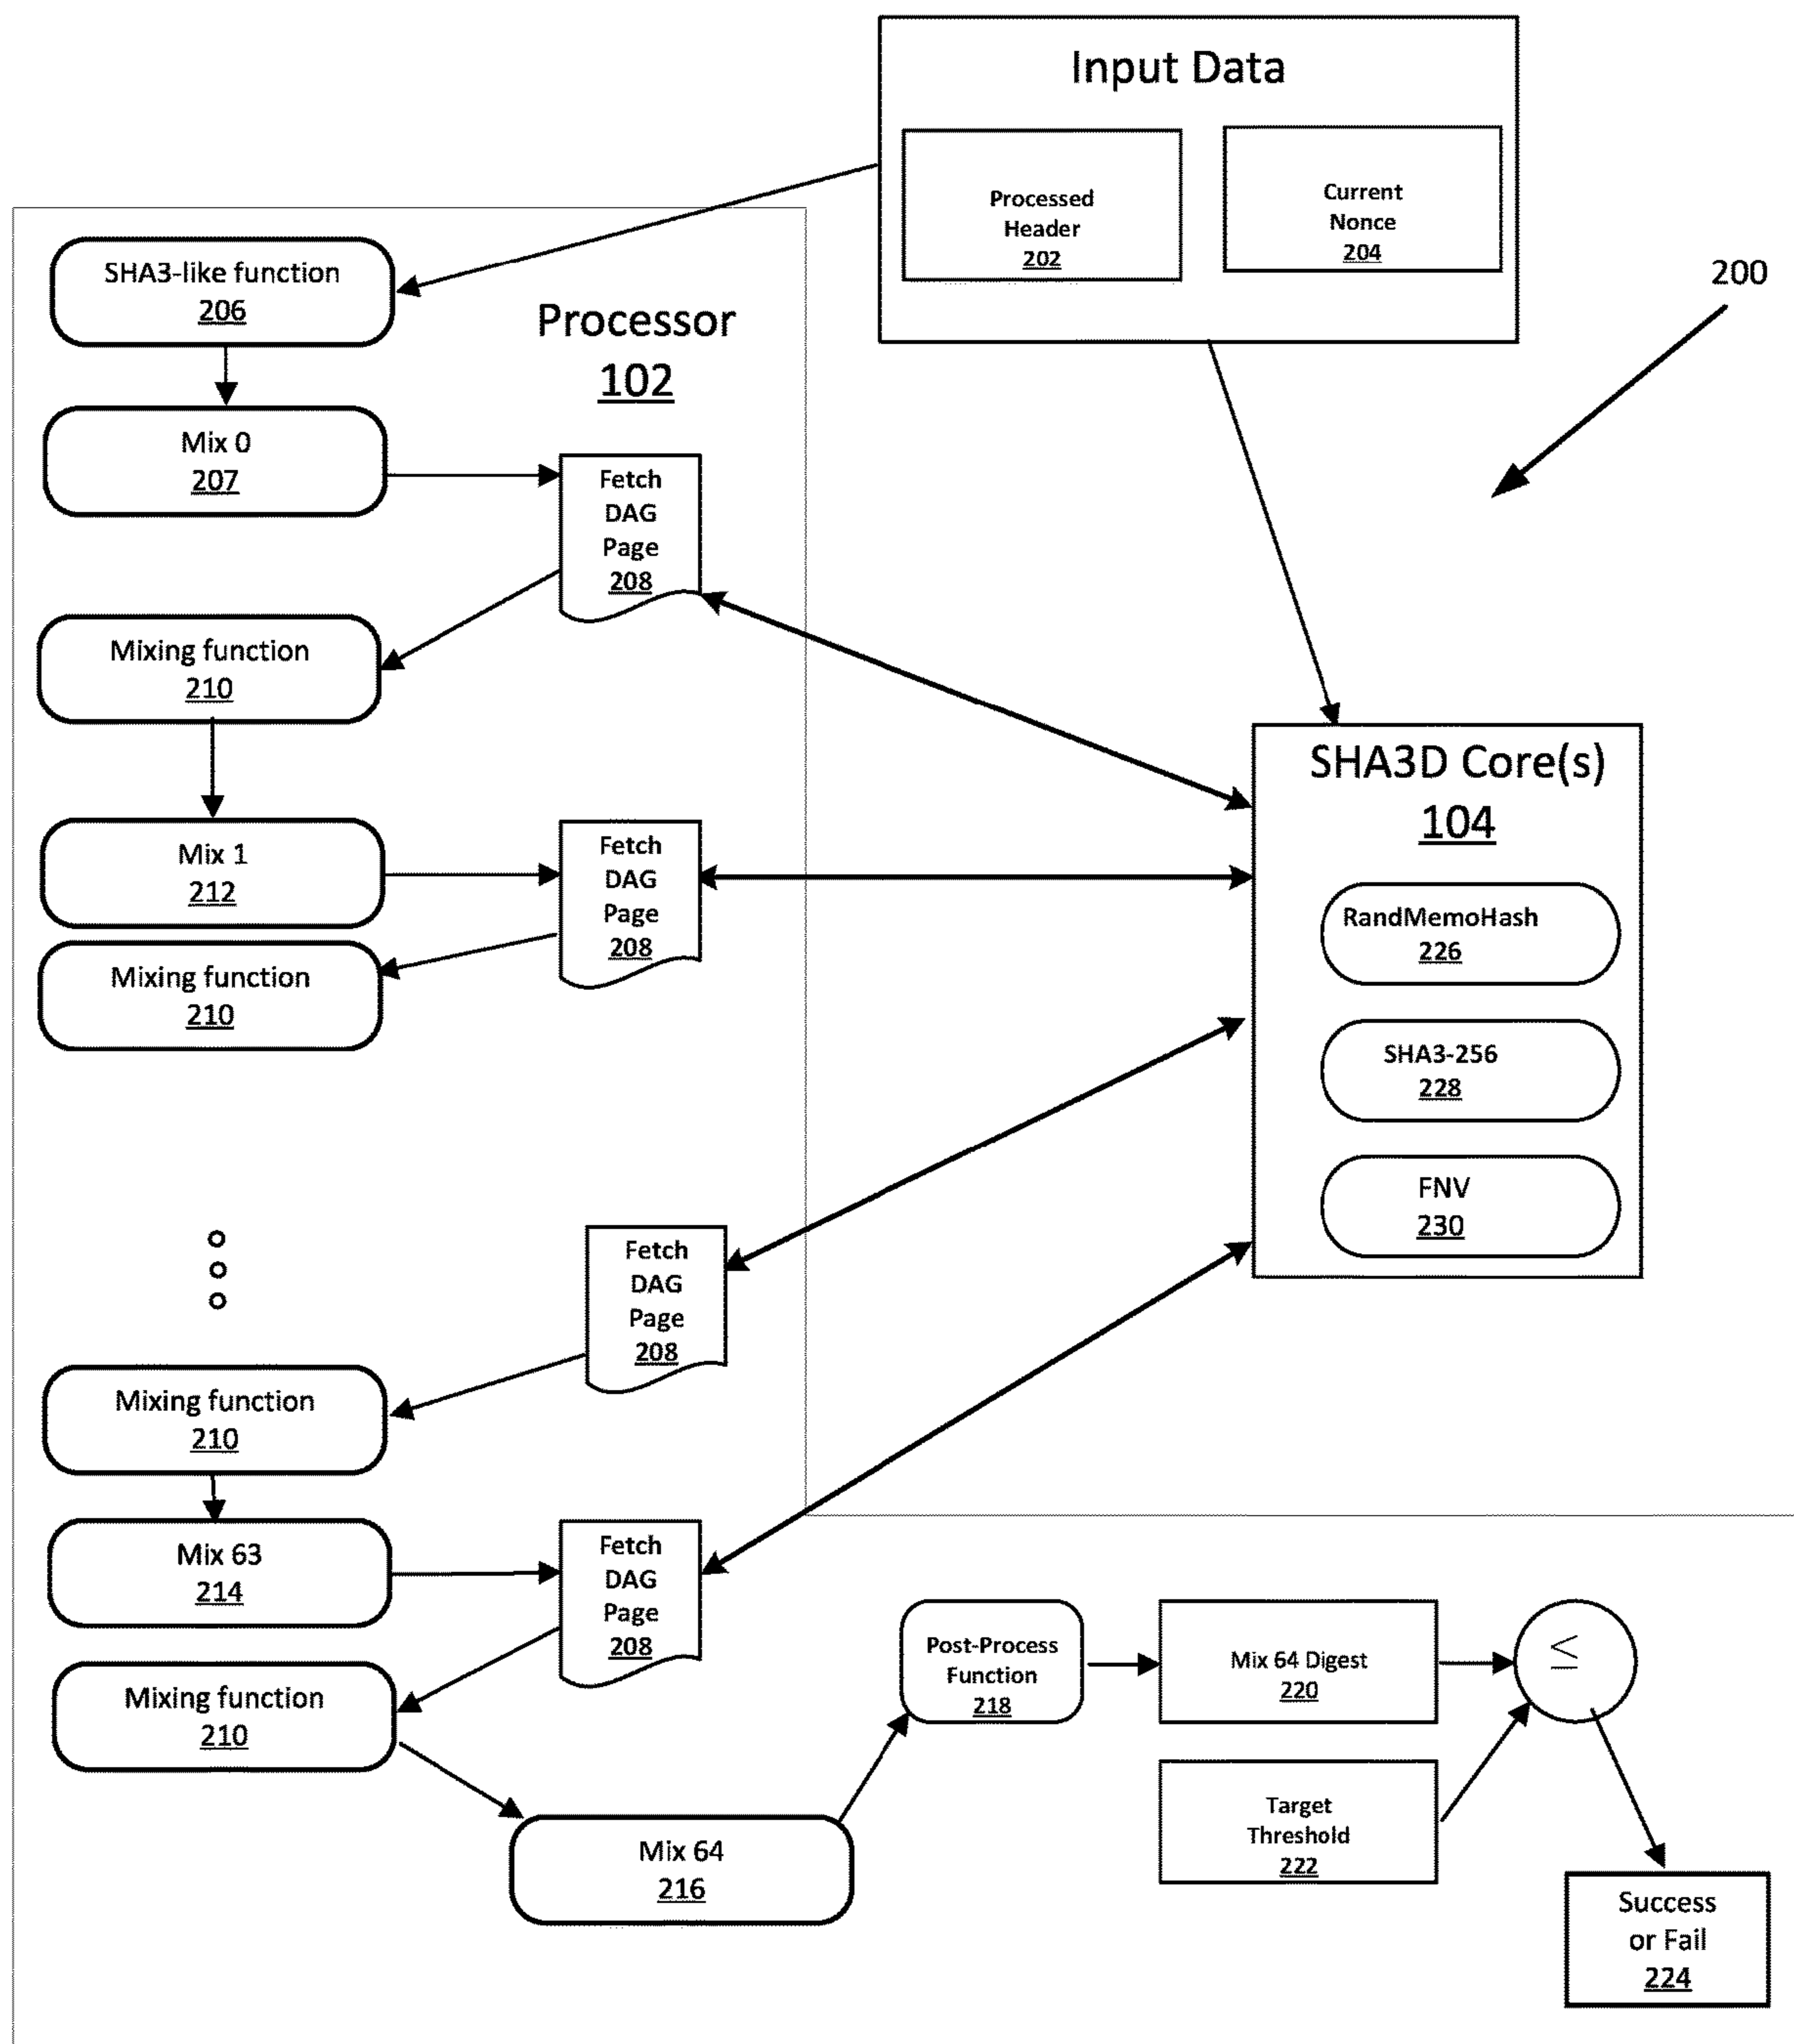 Input Data
Processed
Header
202
Current
Nonce
204
200
SHA3-like function
206
Processor
102
Mix 0
207
Fetch
DAG
Page
208
Mixing function
210
SHA3D Core(s)
104
Mix 1
212
Fetch
DAG
Page
208
RandMemoHash
226
Mixing function
210
SHA3-256
228
FNV
230
Fetch
DAG
Page
208
Mixing function
210
Mix 63
214
Fetch
DAG
Page
208
Mixing function
210
Mix 64
216
Post-Process
Function
218
Mix 64 Digest
220
≤
Target
Threshold
222
Success
or Fail
224